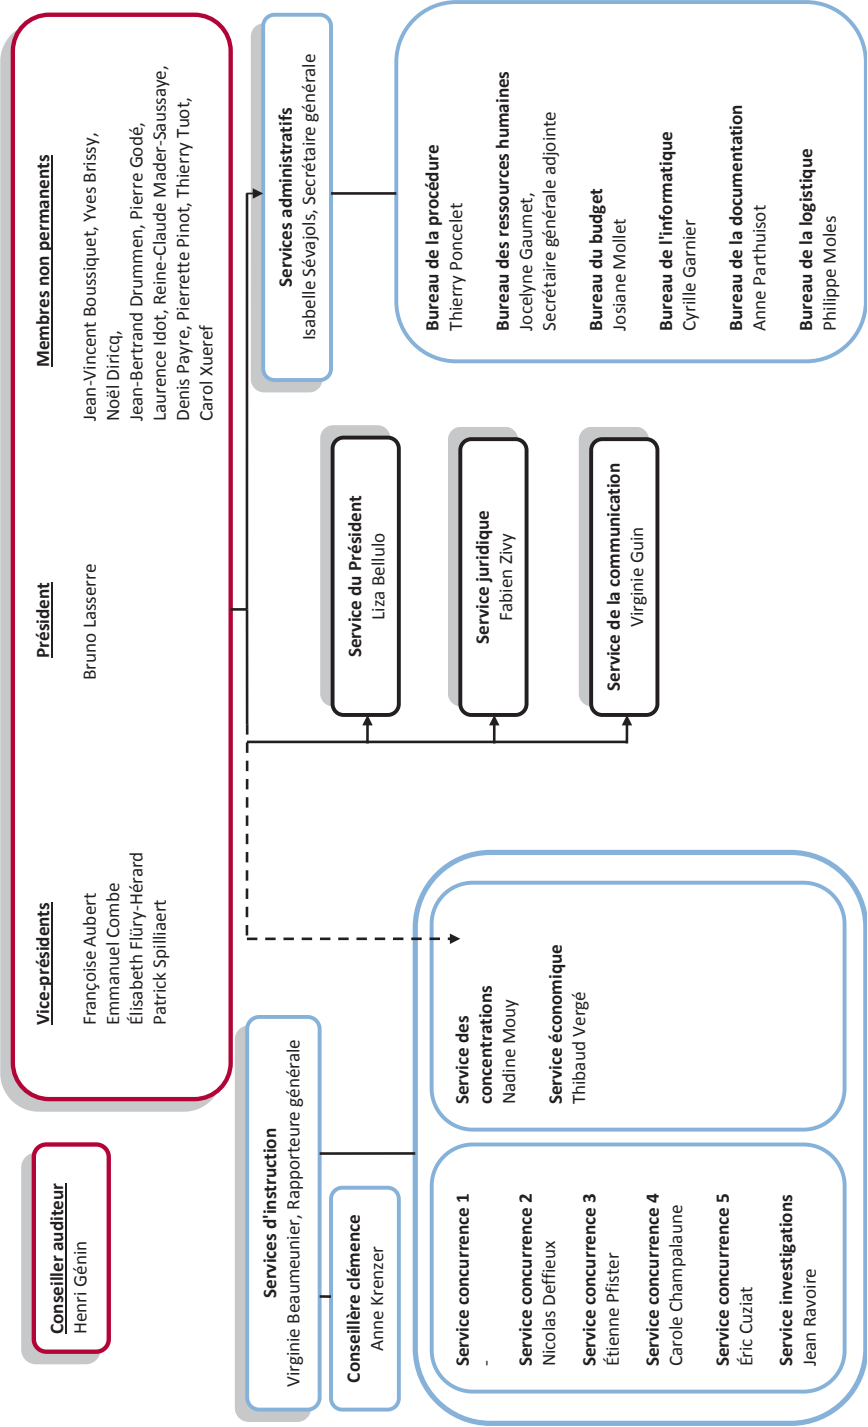 Conseiller auditeur
Henri Génin
Vice-présidents
Françoise Aubert
Emmanuel Combe
Élisabeth Flüry-Hérard
Patrick Spilliaert
Président
Bruno Lasserre
Membres non permanents
Jean-Vincent Boussiquet, Yves Brissy,
Noël Diricq,
Jean-Bertrand Drummen, Pierre Godé,
Laurence Idot, Reine-Claude Mader-Saussaye,
Denis Payre, Pierrette Pinot, Thierry Tuot,
Carol Xueref
Services d'instruction
Virginie Beaumeunier, Rapporteure générale
Conseillère clémence
Anne Krenzer
Service concurrence 1
-
Service concurrence 2
Nicolas Deffieux
Service concurrence 3
Étienne Pfister
Service concurrence 4
Carole Champalaune
Service concurrence 5
Éric Cuziat
Service investigations
Jean Ravoire
Service des
concentrations
Nadine Mouy
Service économique
Thibaud Vergé
Service du Président
Liza Bellulo
Service juridique
Fabien Zivy
Service de la communication
Virginie Guin
Services administratifs
Isabelle Sévajols, Secrétaire générale
Bureau de la procédure
Thierry Poncelet
Bureau des ressources humaines
Jocelyne Gaumet,
Secrétaire générale adjointe
Bureau du budget
Josiane Mollet
Bureau de l'informatique
Cyrille Garnier
Bureau de la documentation
Anne Parthuisot
Bureau de la logistique
Philippe Moles